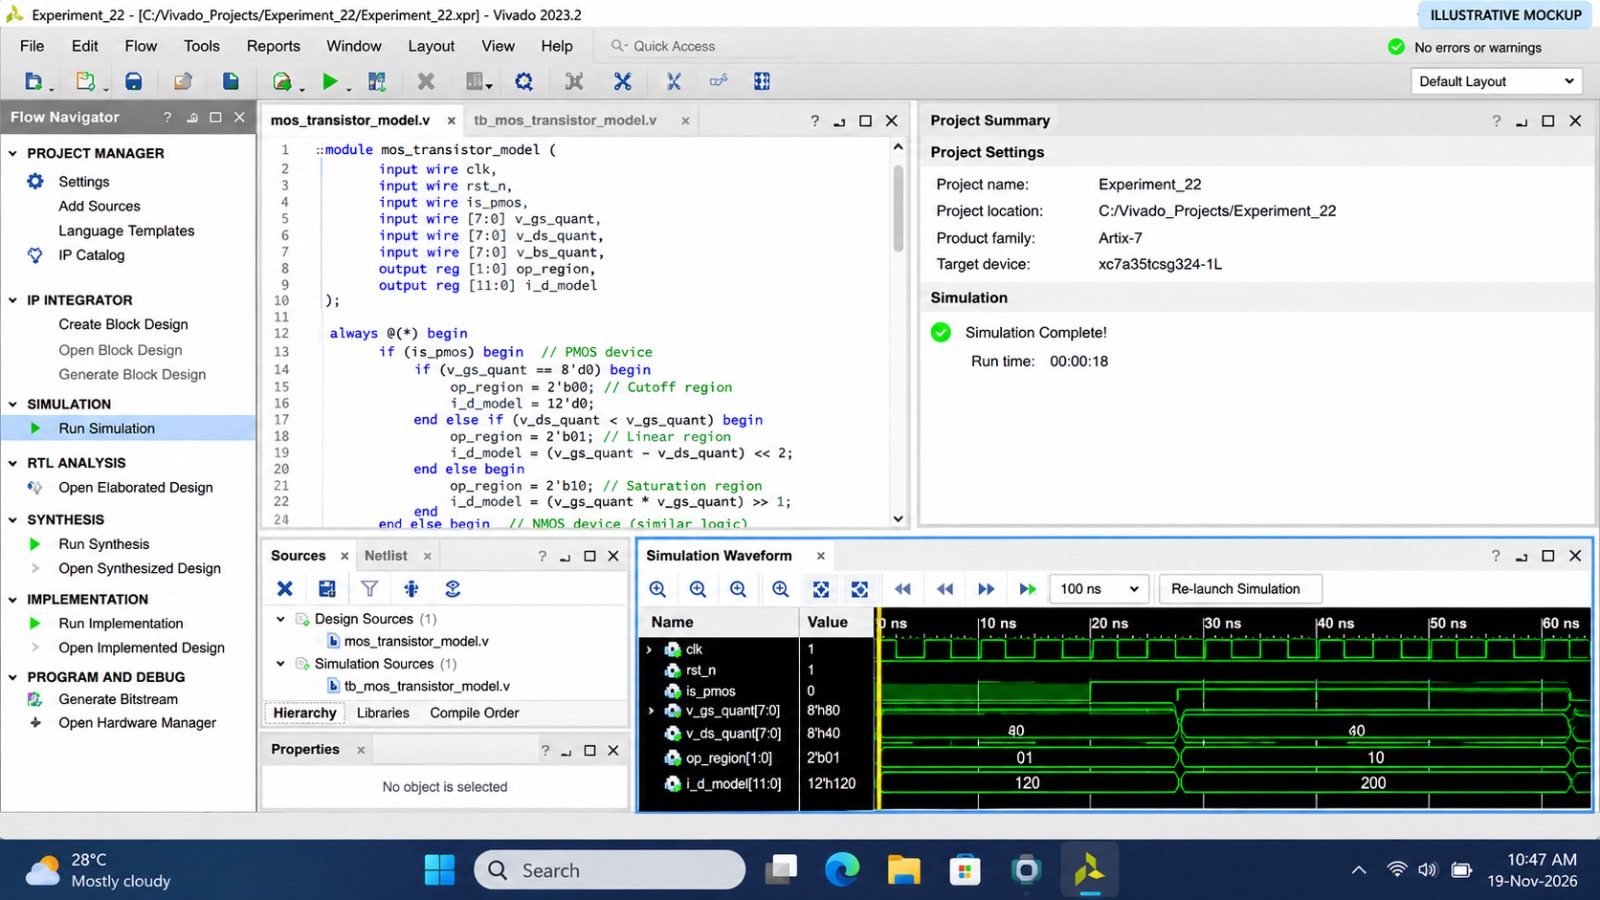 Experiment_22 - [C:/Vivado_Projects/Experiment_22/Experiment_22.xpr] - Vivado 2023.2
ILLUSTRATIVE MOCKUP
File Edit Flow Tools Reports Window Layout View Help Quick Access
No errors or warnings
Default Layout
Flow Navigator
PROJECT MANAGER
Settings
Add Sources
Language Templates
IP Catalog
IP INTEGRATOR
Create Block Design
Open Block Design
Generate Block Design
SIMULATION
Run Simulation
RTL ANALYSIS
Open Elaborated Design
SYNTHESIS
Run Synthesis
Open Synthesized Design
IMPLEMENTATION
Run Implementation
Open Implemented Design
PROGRAM AND DEBUG
Generate Bitstream
Open Hardware Manager
mos_transistor_model.v tb_mos_transistor_model.v
1 module mos_transistor_model (
2 input wire clk,
3 input wire rst_n,
4 input wire is_pmos,
5 input wire [7:0] v_gs_quant,
6 input wire [7:0] v_ds_quant,
7 input wire [7:0] v_bs_quant,
8 output reg [1:0] op_region,
9 output reg [11:0] i_d_model
10 );
11
12 always @(*) begin
13 if (is_pmos) begin // PMOS device
14 if (v_gs_quant == 8'd0) begin
15 op_region = 2'b00; // Cutoff region
16 i_d_model = 12'd0;
17 end else if (v_ds_quant < v_gs_quant) begin
18 op_region = 2'b01; // Linear region
19 i_d_model = (v_gs_quant - v_ds_quant) << 2;
20 end else begin
21 op_region = 2'b10; // Saturation region
22 i_d_model = (v_gs_quant * v_gs_quant) >> 1;
end
24 end else begin // NMOS device (similar logic)
Project Summary
Project Settings
Project name: Experiment_22
Project location: C:/Vivado_Projects/Experiment_22
Product family: Artix-7
Target device: xc7a35tcsg324-1L
Simulation
Simulation Complete!
Run time: 00:00:18
Sources Netlist
Design Sources (1)
mos_transistor_model.v
Simulation Sources (1)
tb_mos_transistor_model.v
Hierarchy Libraries Compile Order
Properties
No object is selected
Simulation Waveform
100 ns Re-launch Simulation
Name Value 0 ns 10 ns 20 ns 30 ns 40 ns 50 ns 60 ns
clk 1
rst_n 1
is_pmos 0
v_gs_quant[7:0] 8'h80
v_ds_quant[7:0] 8'h40 40
op_region[1:0] 2'b01 01 10
i_d_model[11:0] 12'h120 120 200
28°C
Mostly cloudy
Search
10:47 AM
19-Nov-2026